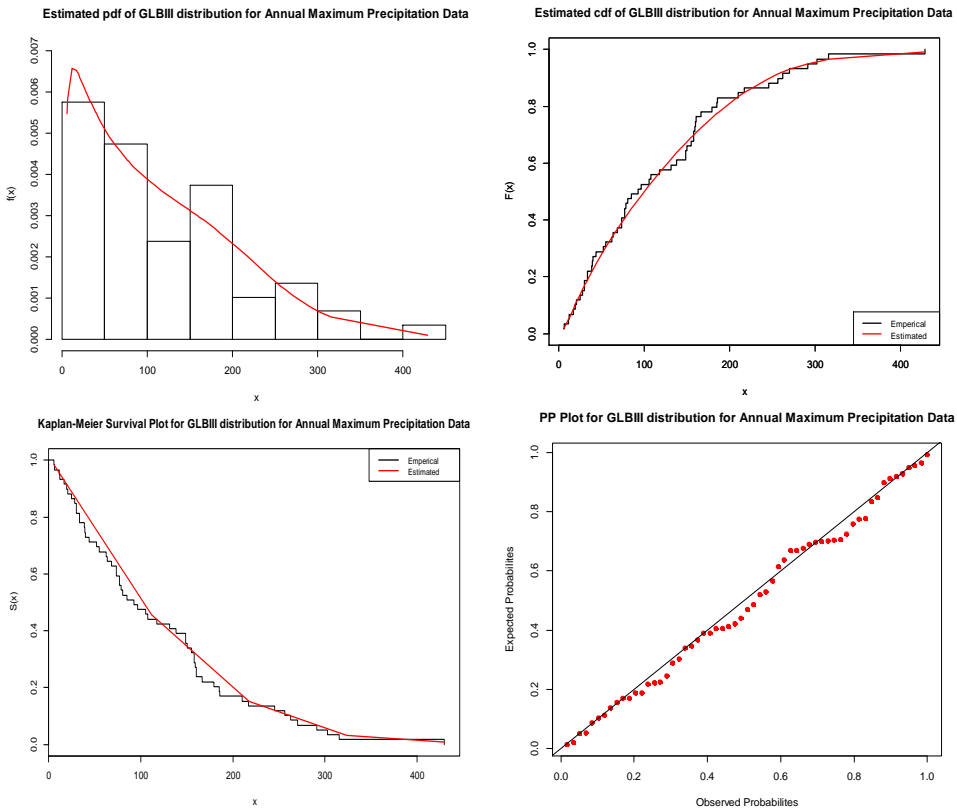 Estimated pdf of GLBIII distribution for Annual Maximum Precipitation Data
f(x)
0.007
0.006
0.005
0.004
0.003
0.002
0.001
0.000
0 100 200 300 400
x
Estimated cdf of GLBIII distribution for Annual Maximum Precipitation Data
F(x)
1.0
0.8
0.6
0.4
0.2
0.0
Emperical
Estimated
0 100 200 300 400
x
Kaplan-Meier Survival Plot for GLBIII distribution for Annual Maximum Precipitation Data
Emperical
Estimated
S(x)
1.0
0.8
0.6
0.4
0.2
0.0
0 100 200 300 400
x
PP Plot for GLBIII distribution for Annual Maximum Precipitation Data
Expected Probabilites
1.0
0.8
0.6
0.4
0.2
0.0
0.0 0.2 0.4 0.6 0.8 1.0
Observed Probabilites